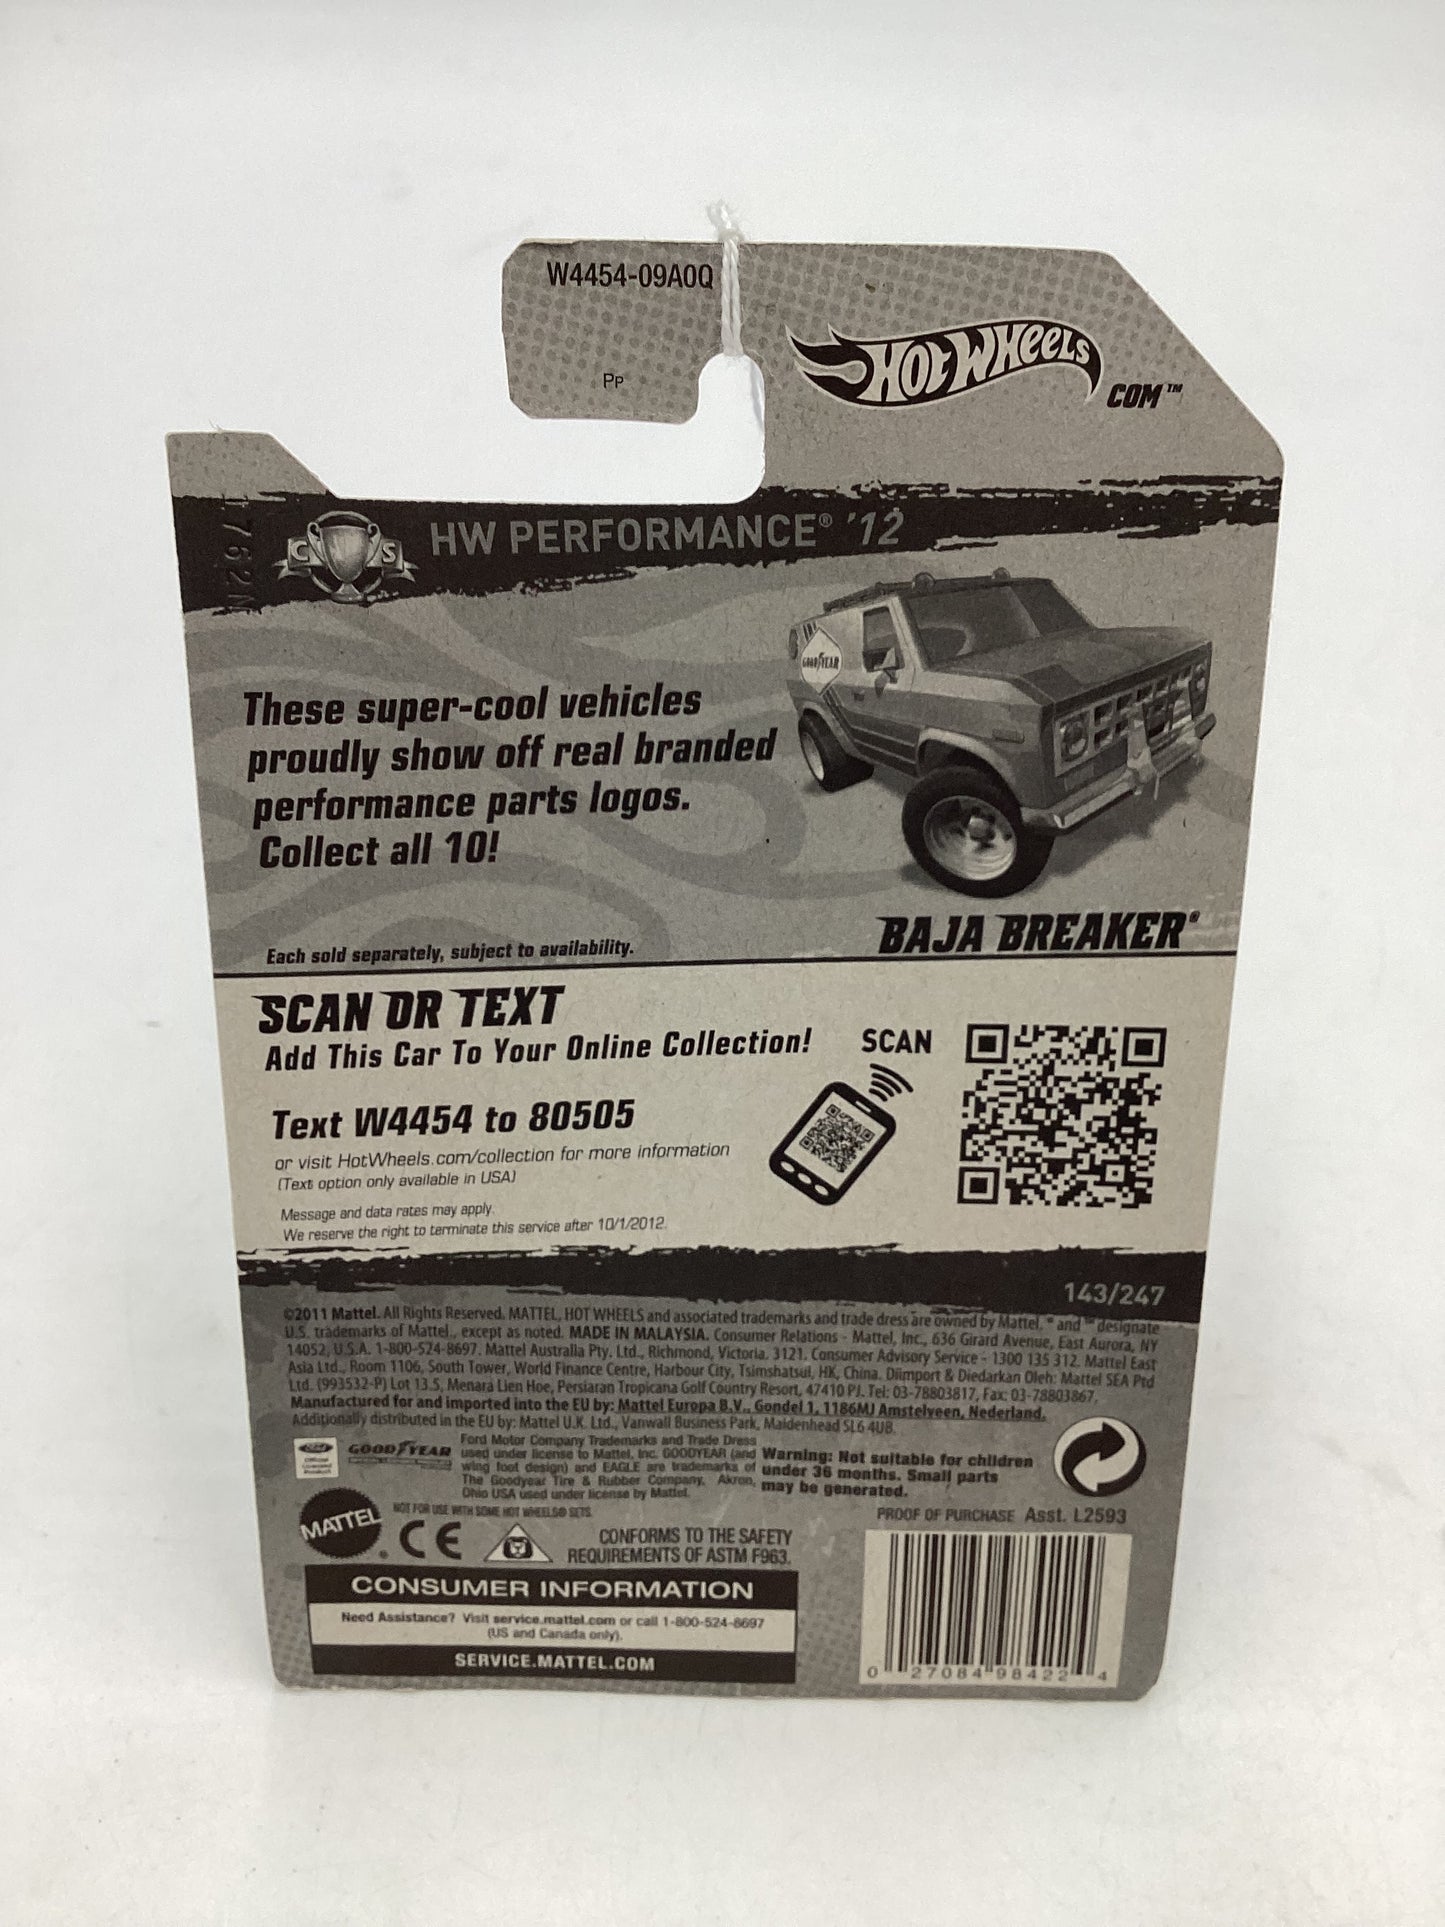 W4454-09A0Q
Pp
HOT WHEELS
.COM™
C S
HW PERFORMANCE® '12
GOODYEAR
These super-cool vehicles
proudly show off real branded
performance parts logos.
Collect all 10!
BAJA BREAKER®
Each sold separately, subject to availability.
SCAN OR TEXT
Add This Car To Your Online Collection!
SCAN
Text W4454 to 80505
or visit HotWheels.com/collection for more information
(Text option only available in USA)
Message and data rates may apply.
We reserve the right to terminate this service after 10/1/2012.
143/247
©2011 Mattel. All Rights Reserved. MATTEL, HOT WHEELS and associated trademarks and trade dress are owned by Mattel, ® and ™ designate
U.S. trademarks of Mattel., except as noted. MADE IN MALAYSIA. Consumer Relations - Mattel, Inc., 636 Girard Avenue, East Aurora, NY
14052, U.S.A. 1-800-524-8697. Mattel Australia Pty. Ltd., Richmond, Victoria. 3121. Consumer Advisory Service - 1300 135 312. Mattel East
Asia Ltd., Room 1106, South Tower, World Finance Centre, Harbour City, Tsimshatsui, HK, China. Diimport & Diedarkan Oleh: Mattel SEA Ptd
Ltd. (993532-P) Lot 13.5, Menara Lien Hoe, Persiaran Tropicana Golf Country Resort, 47410 PJ. Tel: 03-78803817, Fax: 03-78803867.
Manufactured for and imported into the EU by: Mattel Europa B.V., Gondel 1, 1186MJ Amstelveen, Nederland.
Additionally distributed in the EU by: Mattel U.K. Ltd., Vanwall Business Park, Maidenhead SL6 4UB.
Ford
Official
Licensed
Product
GOODYEAR
Ford Motor Company Trademarks and Trade Dress
used under license to Mattel, Inc. GOODYEAR (and
wing foot design) and EAGLE are trademarks of
The Goodyear Tire & Rubber Company, Akron,
Ohio USA used under license by Mattel.
Warning: Not suitable for children
under 36 months. Small parts
may be generated.
NOT FOR USE WITH SOME HOT WHEELS® SETS.
MATTEL
CE
CONFORMS TO THE SAFETY
REQUIREMENTS OF ASTM F963.
PROOF OF PURCHASE Asst. L2593
CONSUMER INFORMATION
Need Assistance? Visit service.mattel.com or call 1-800-524-8697
(US and Canada only).
SERVICE.MATTEL.COM
0 27084 98422 4